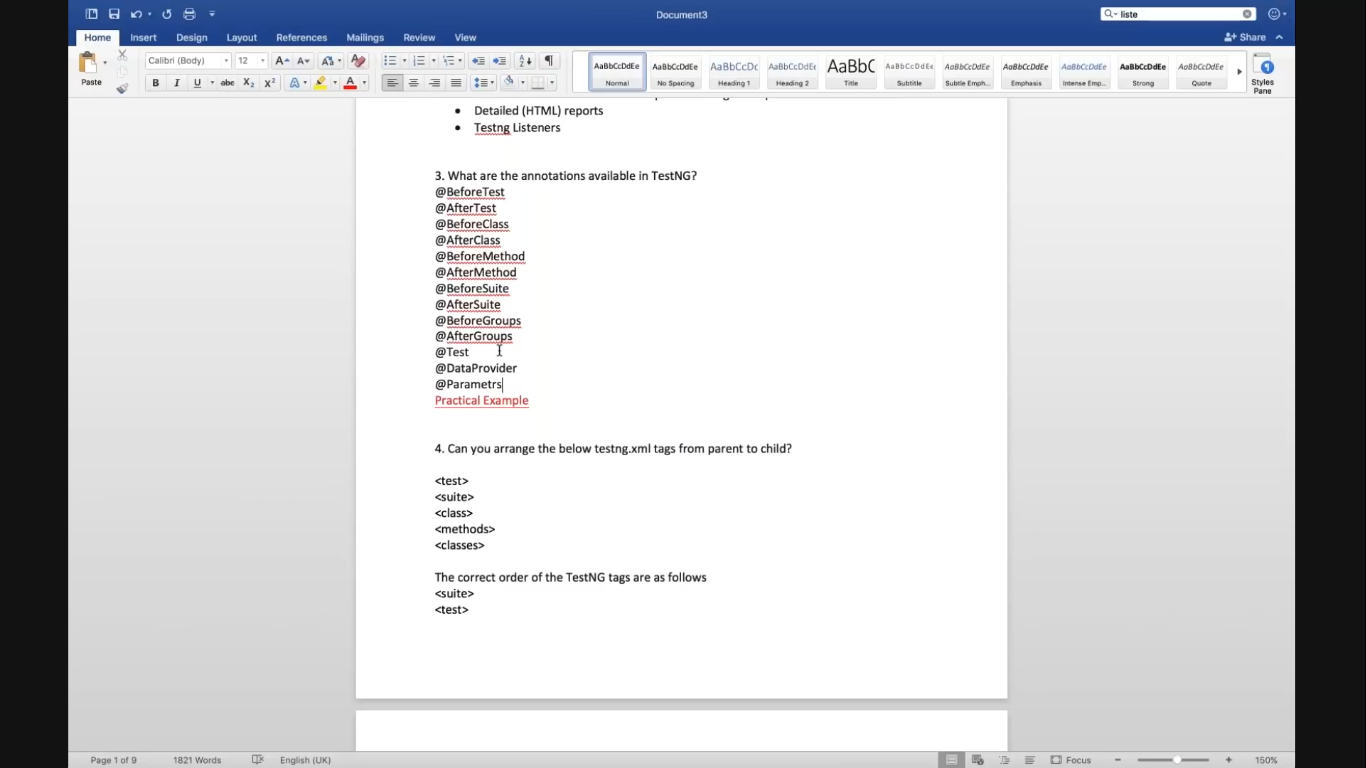 Document3
liste
Home Insert Design Layout References Mailings Review View
Share
Paste
Calibri (Body) 12
B I U abc X2 X2 A A
AaBbCcDdEe AaBbCcDdEe AaBbCcDc AaBbCcDdEe AaBbC AaBbCcDdEe AaBbCcDdEe AaBbCcDdEe AaBbCcDdEe AaBbCcDdEe AaBbCcDdEe
Normal No Spacing Heading 1 Heading 2 Title Subtitle Subtle Emph... Emphasis Intense Emp... Strong Quote
Styles
Pane
• Detailed (HTML) reports
• Testng Listeners
3. What are the annotations available in TestNG?
@BeforeTest
@AfterTest
@BeforeClass
@AfterClass
@BeforeMethod
@AfterMethod
@BeforeSuite
@AfterSuite
@BeforeGroups
@AfterGroups
@Test
@DataProvider
@Parametrs
Practical Example
4. Can you arrange the below testng.xml tags from parent to child?
<test>
<suite>
<class>
<methods>
<classes>
The correct order of the TestNG tags are as follows
<suite>
<test>
Page 1 of 9 1821 Words English (UK) Focus 150%